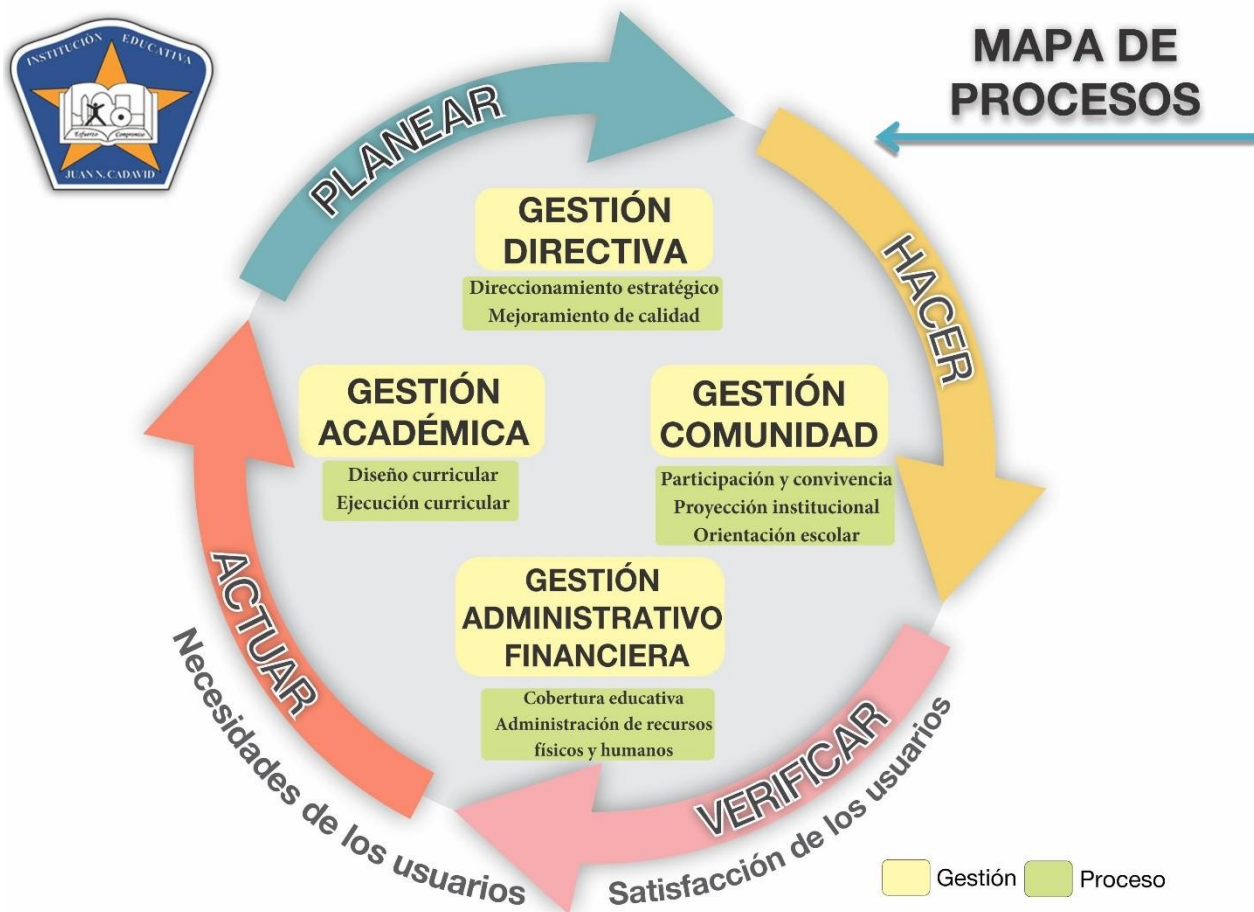 INSTITUCIÓN EDUCATIVA
Esfuerzo Compromiso
JUAN N. CADAVID
MAPA DE
PROCESOS
PLANEAR
HACER
GESTIÓN
DIRECTIVA
Direccionamiento estratégico
Mejoramiento de calidad
GESTIÓN
ACADÉMICA
Diseño curricular
Ejecución curricular
GESTIÓN
COMUNIDAD
Participación y convivencia
Proyección institucional
Orientación escolar
GESTIÓN
ADMINISTRATIVO
FINANCIERA
Cobertura educativa
Administración de recursos
físicos y humanos
ACTUAR
VERIFICAR
Necesidades de los usuarios
Satisfacción de los usuarios
Gestión
Proceso